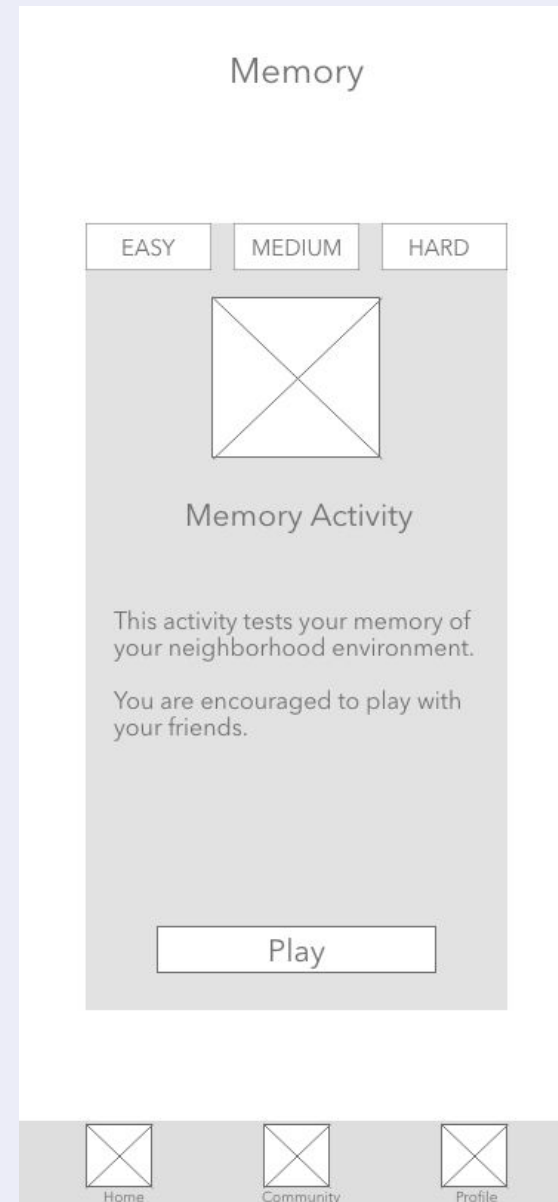 Memory
EASY MEDIUM HARD
Memory Activity
This activity tests your memory of
your neighborhood environment.
You are encouraged to play with
your friends.
Play
Home Community Profile